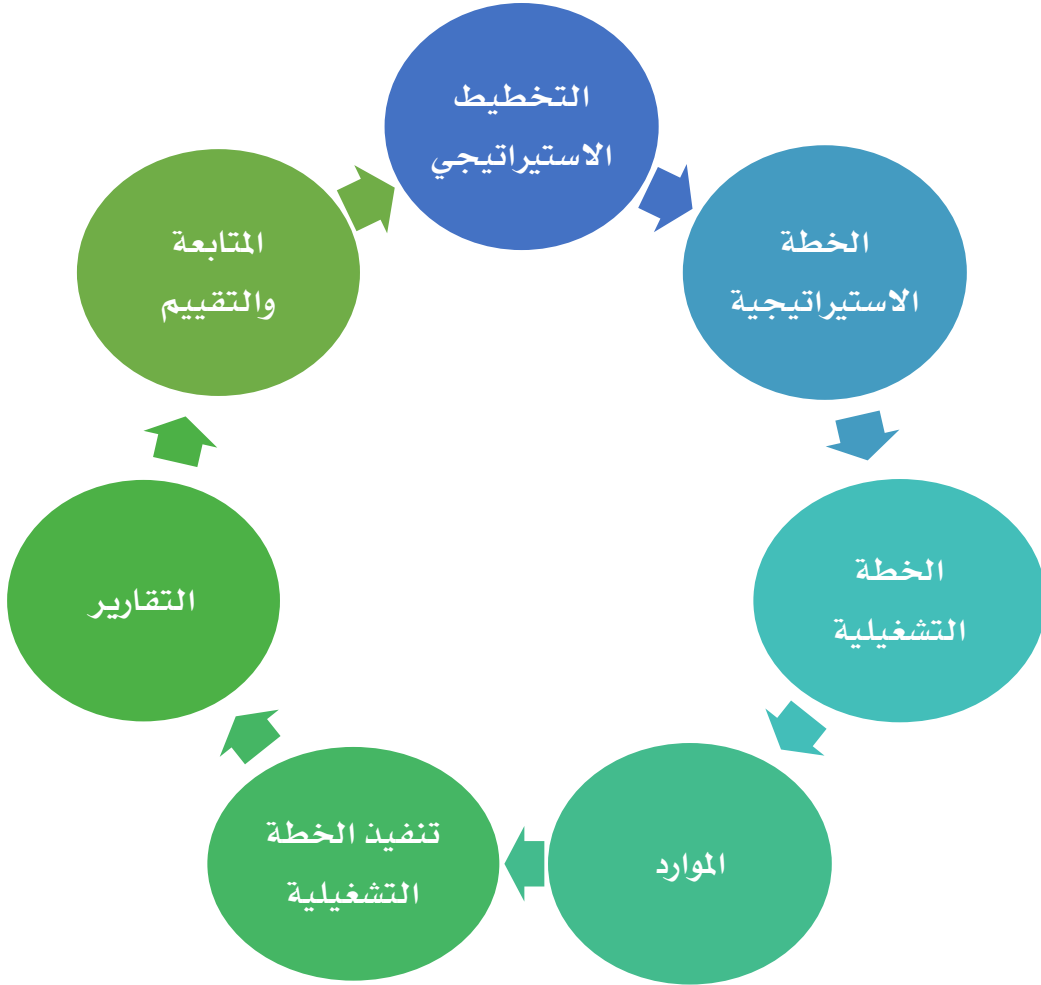 التخطيط
الاستيراتيجي
الخطة
الاستيراتيجية
الخطة
التشغيلية
الموارد
تنفيذ الخطة
التشغيلية
التقارير
المتابعة
والتقييم